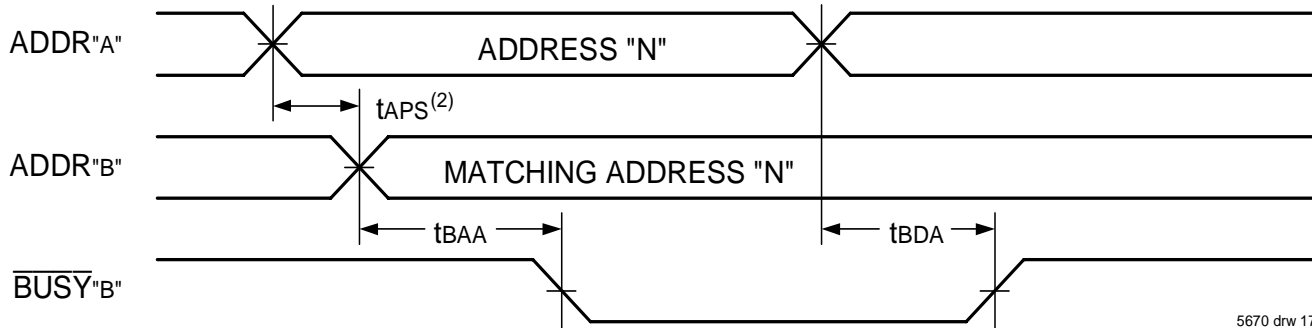 ADDR"A"
ADDRESS "N"
tAPS(2)
ADDR"B"
MATCHING ADDRESS "N"
tBAA
tBDA
BUSY"B"
5670 drw 17